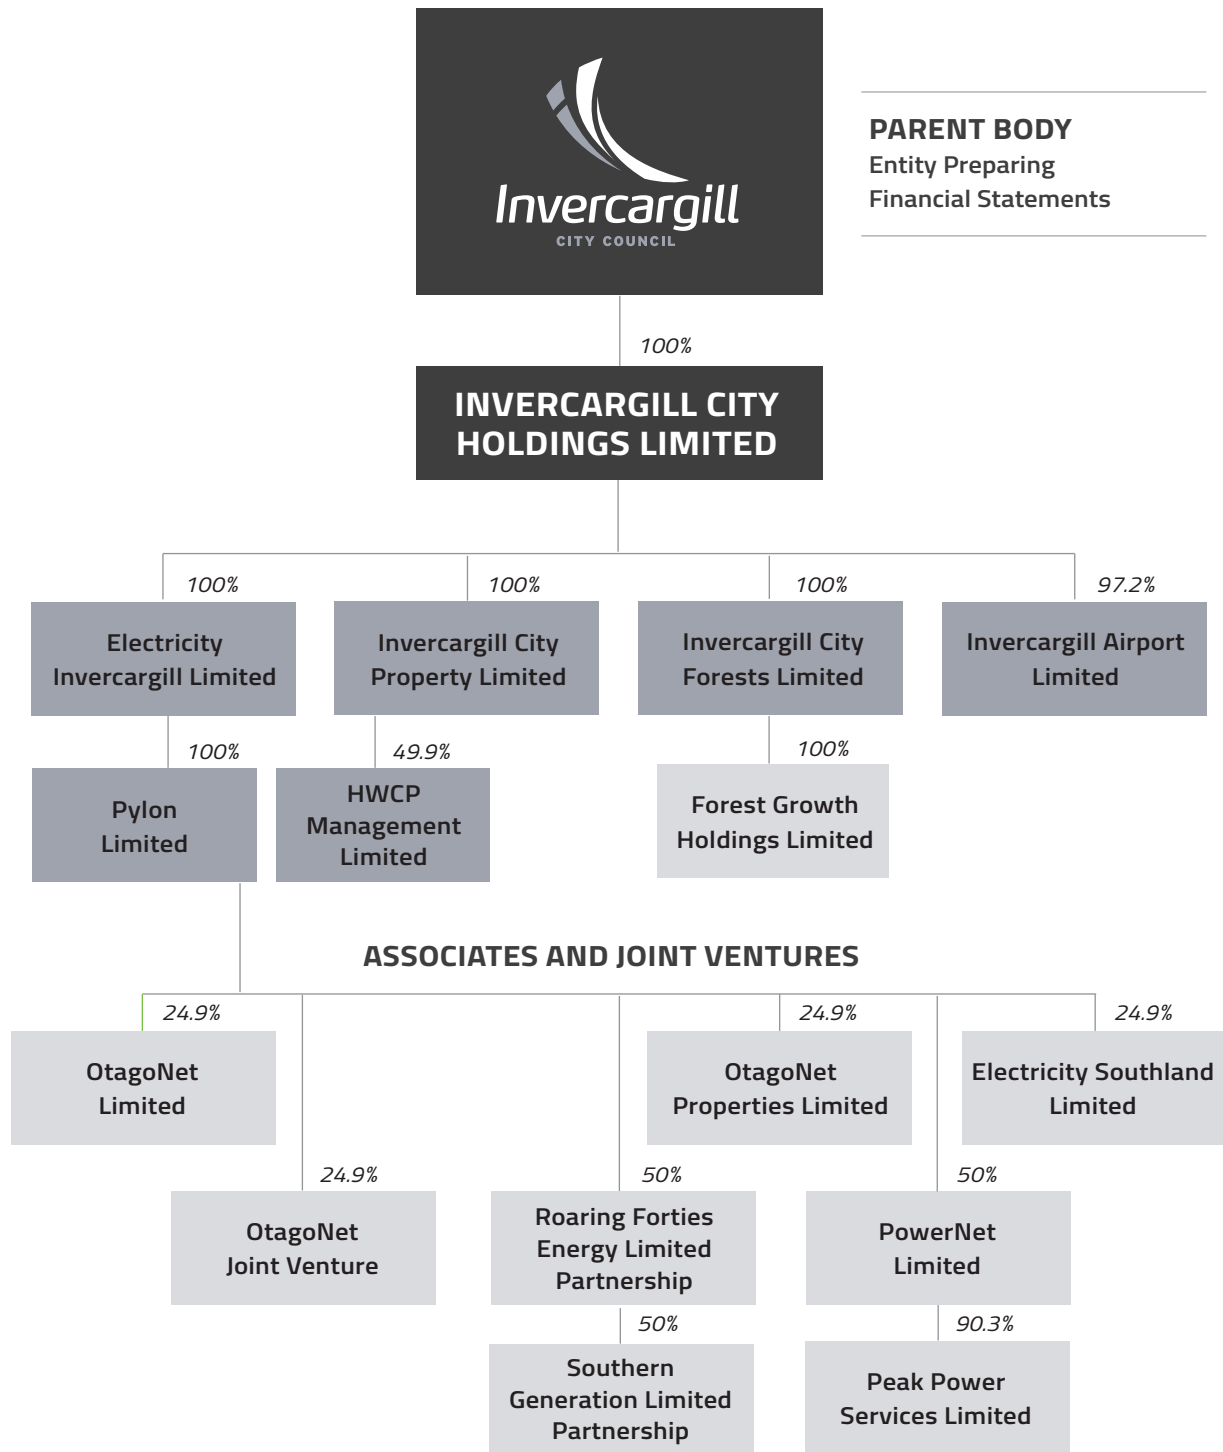 Invercargill
CITY COUNCIL
PARENT BODY
Entity Preparing
Financial Statements
100%
INVERCARGILL CITY
HOLDINGS LIMITED
100%
100%
100%
97.2%
Electricity
Invercargill Limited
Invercargill City
Property Limited
Invercargill City
Forests Limited
Invercargill Airport
Limited
100%
49.9%
100%
Pylon
Limited
HWCP
Management
Limited
Forest Growth
Holdings Limited
ASSOCIATES AND JOINT VENTURES
24.9%
24.9%
24.9%
OtagoNet
Limited
OtagoNet
Properties Limited
Electricity Southland
Limited
24.9%
50%
50%
OtagoNet
Joint Venture
Roaring Forties
Energy Limited
Partnership
PowerNet
Limited
50%
90.3%
Southern
Generation Limited
Partnership
Peak Power
Services Limited